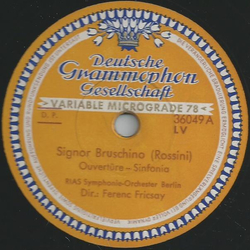 Deutsche
Grammophon
Gesellschaft
> VARIABLE MICROGRADE 78 <
D. P.
36049 A
LV
Signor Bruschino (Rossini)
Ouvertüre - Sinfonia
RIAS Symphonie-Orchester Berlin
Dir.: Ferenc Fricsay